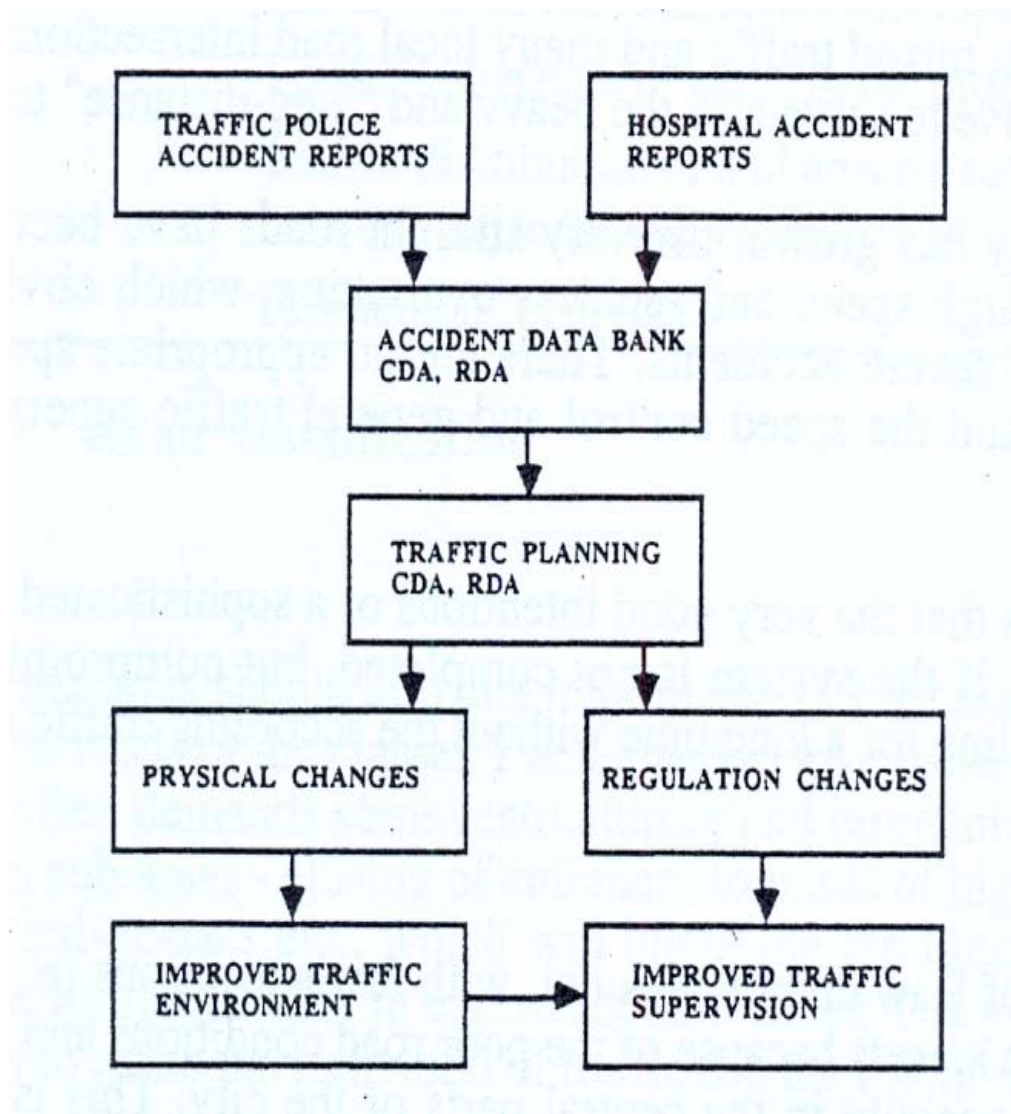 TRAFFIC POLICE
ACCIDENT REPORTS
HOSPITAL ACCIDENT
REPORTS
ACCIDENT DATA BANK
CDA, RDA
TRAFFIC PLANNING
CDA, RDA
PRYSICAL CHANGES
REGULATION CHANGES
IMPROVED TRAFFIC
ENVIRONMENT
IMPROVED TRAFFIC
SUPERVISION